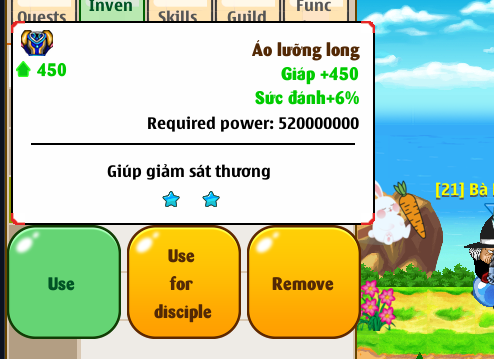 Quests
Inven
Skills
Guild
Func
450
Áo lưỡng long
Giáp +450
Sức đánh+6%
Required power: 520000000
Giúp giảm sát thương
Use
Use
for
disciple
Remove
[21] Bà